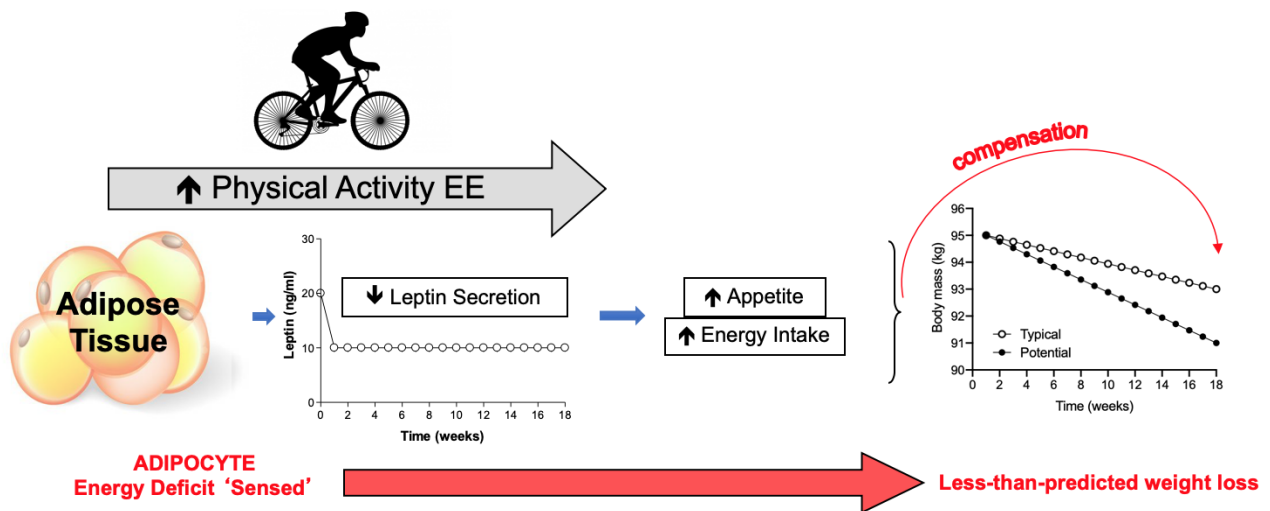 ↑ Physical Activity EE
compensation
Adipose
Tissue
Leptin (ng/ml)
30
20
10
0
↓ Leptin Secretion
0 2 4 6 8 10 12 14 16 18
Time (weeks)
↑ Appetite
↑ Energy Intake
Body mass (kg)
96
95
94
93
92
91
90
Typical
Potential
0 2 4 6 8 10 12 14 16 18
Time (weeks)
ADIPOCYTE
Energy Deficit ‘Sensed’
Less-than-predicted weight loss